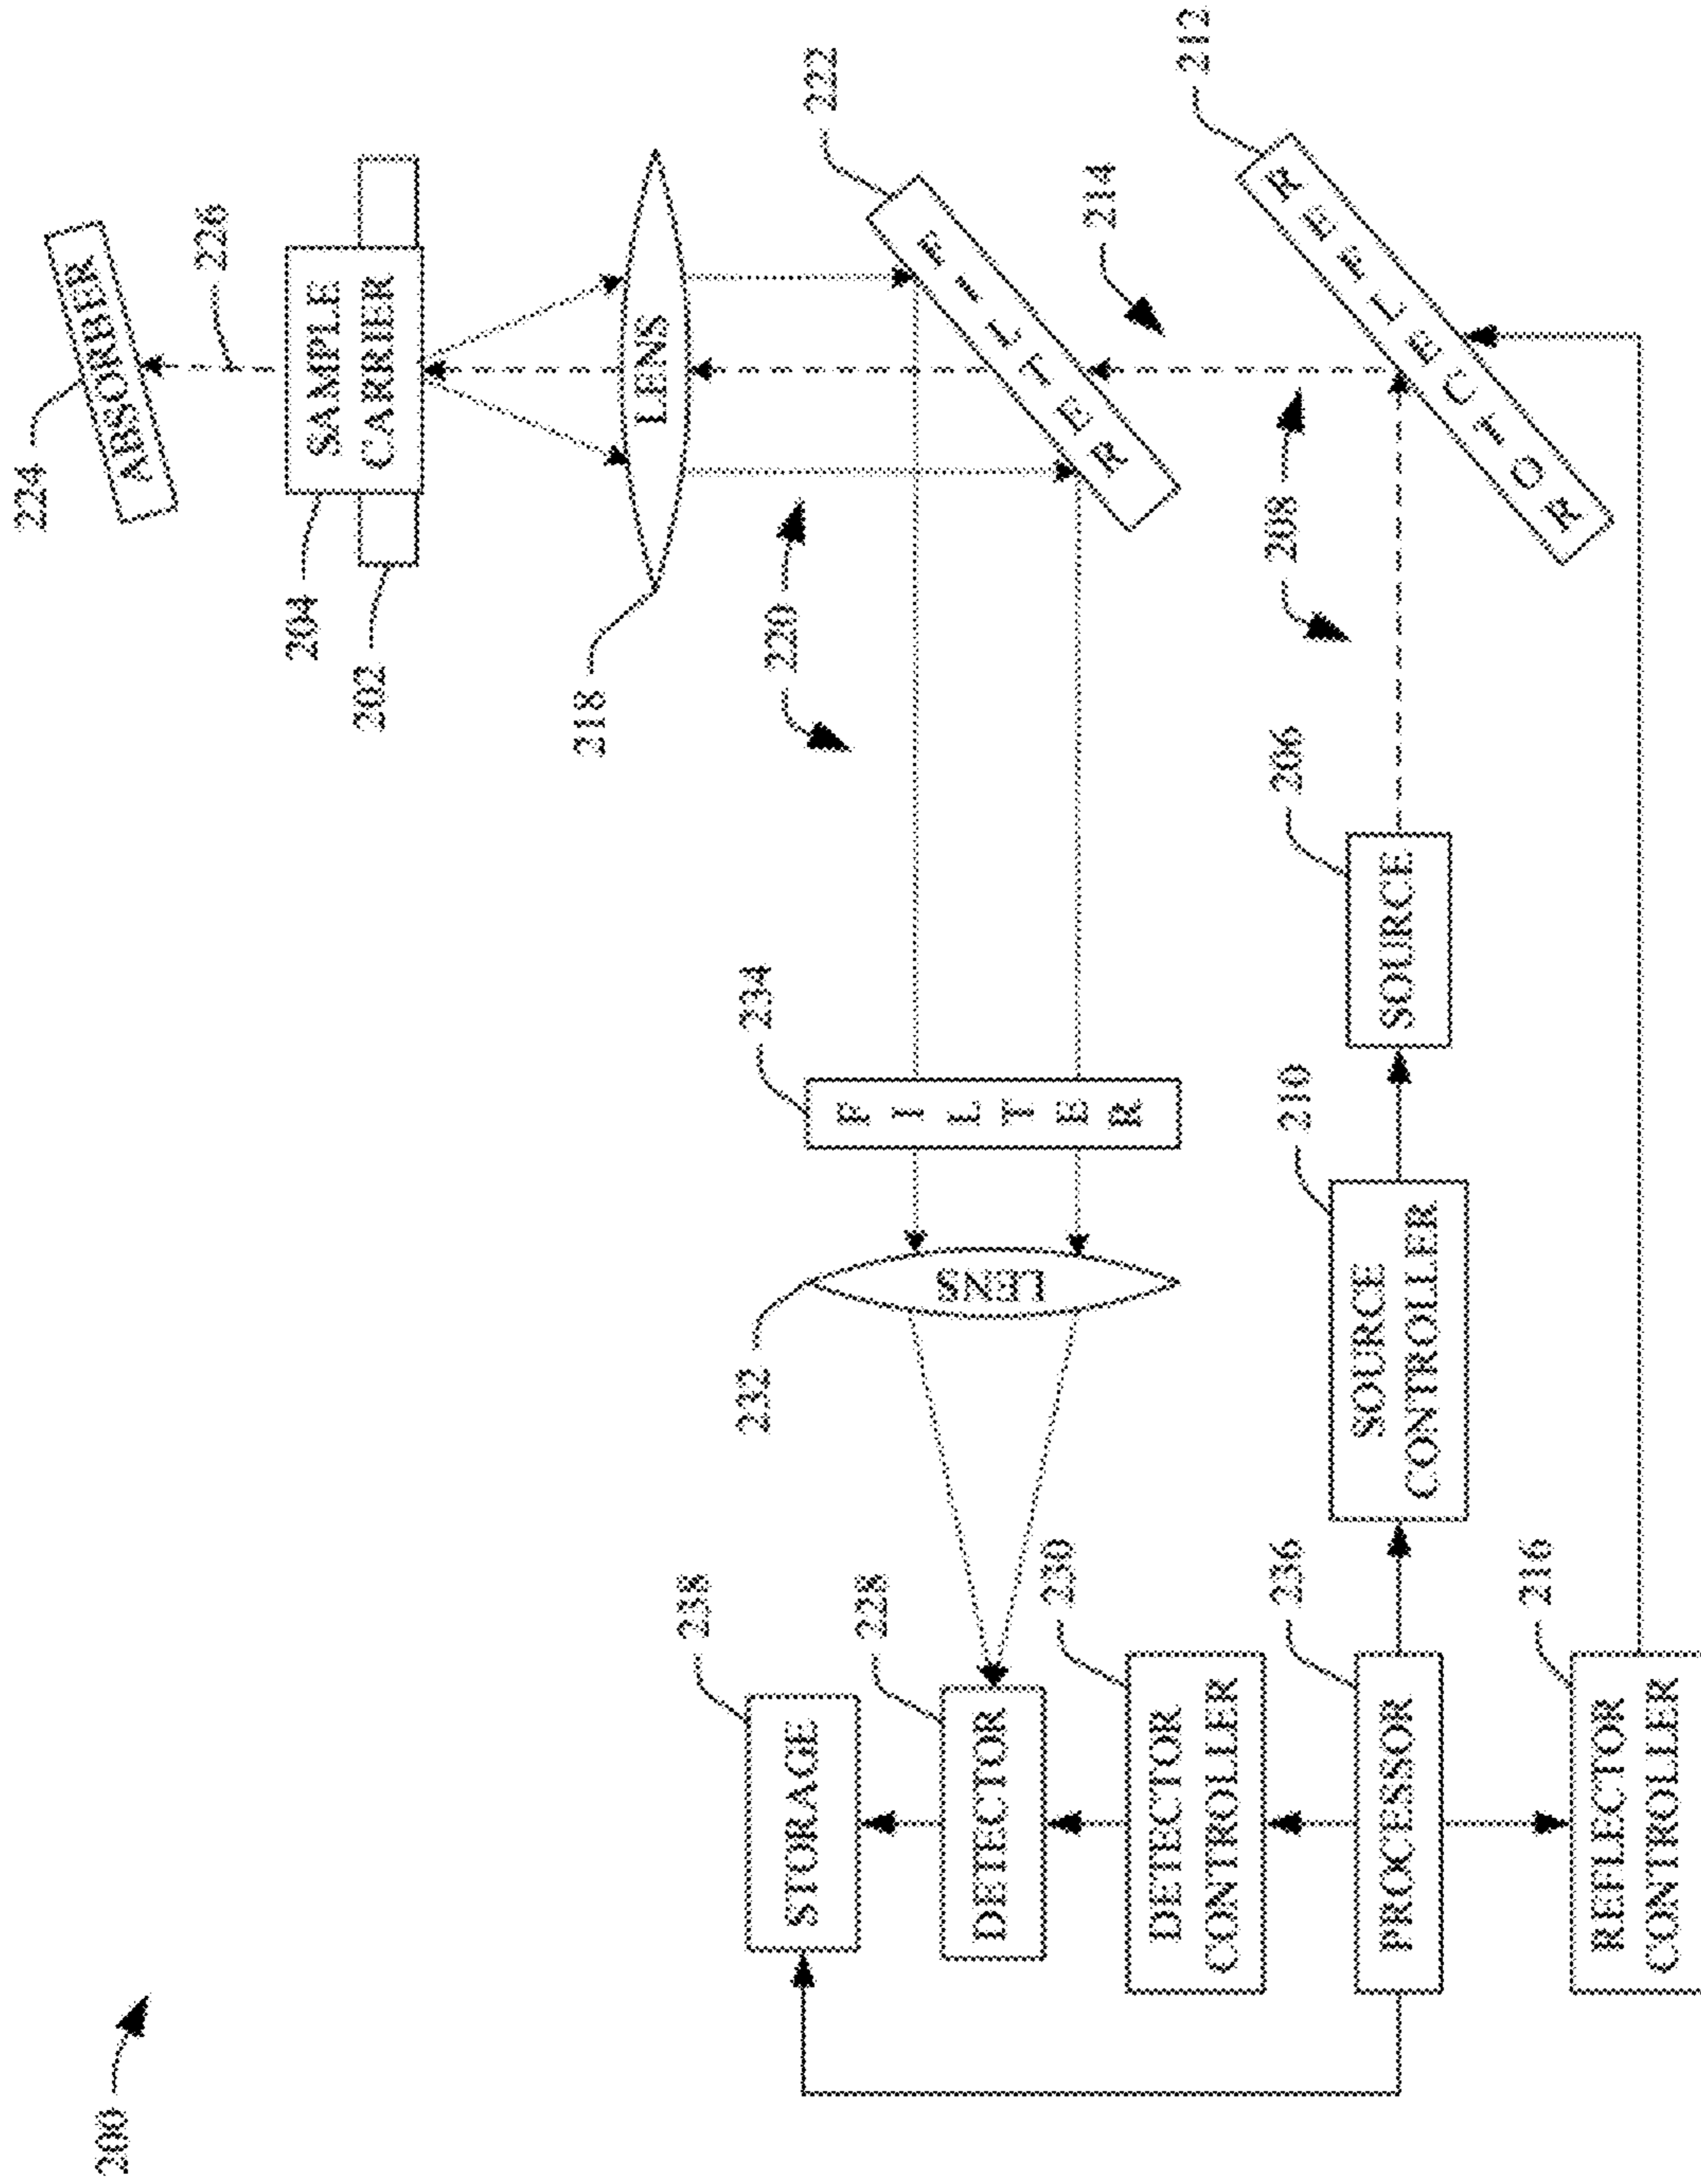 200
224
ABSORBER
226
204
SAMPLE
CARRIER
202
218
LENS
220
222
FILTER
214
212
REFLECTOR
208
206
SOURCE
234
FILTER
232
LENS
210
SOURCE
CONTROLLER
238
STORAGE
228
DETECTOR
230
DETECTOR
CONTROLLER
236
PROCESSOR
216
REFLECTOR
CONTROLLER